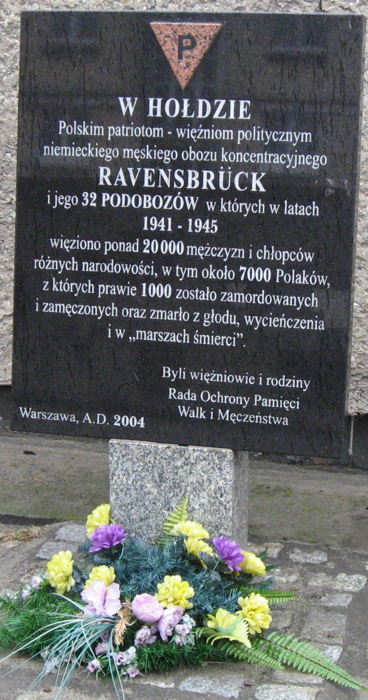 P
W HOŁDZIE
Polskim patriotom - więźniom politycznym
niemieckiego męskiego obozu koncentracyjnego
RAVENSBRÜCK
i jego 32 PODOBOZÓW w których w latach
1941 - 1945
więziono ponad 20 000 mężczyzn i chłopców
różnych narodowości, w tym około 7000 Polaków,
z których prawie 1000 zostało zamordowanych
i zamęczonych oraz zmarło z głodu, wycieńczenia
i w „marszach śmierci".
Byli więźniowie i rodziny
Rada Ochrony Pamięci
Walk i Męczeństwa
Warszawa, A.D. 2004